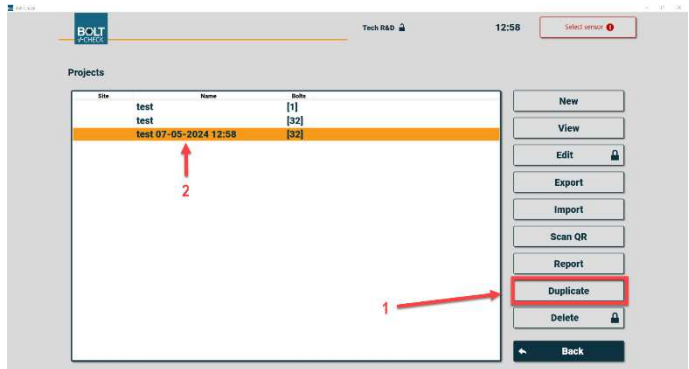 BOLT
V-CHECK
Tech R&D
12:58
Select sensor
Projects
Site Name Bolts
test [1]
test [32]
test 07-05-2024 12:58 [32]
2
1
New
View
Edit
Export
Import
Scan QR
Report
Duplicate
Delete
Back